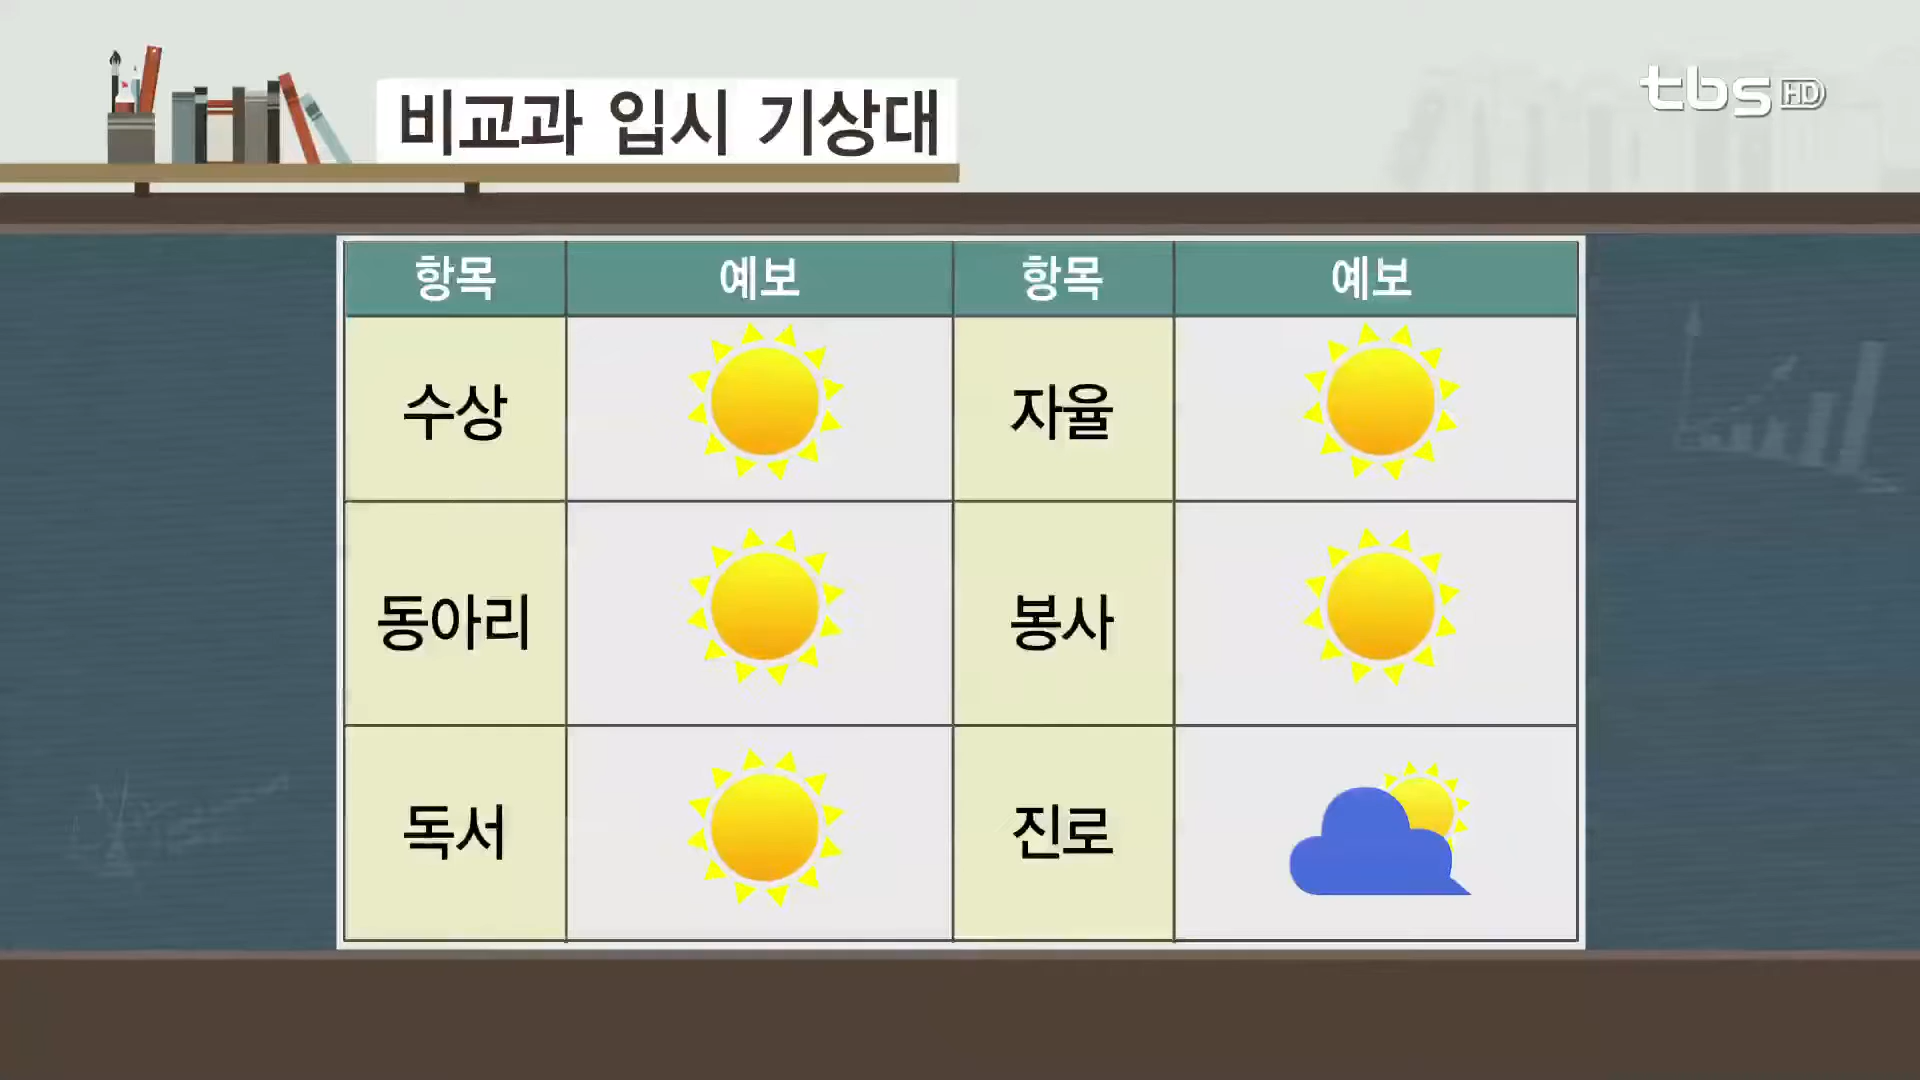 비교과 입시 기상대
tbs HD
항목 예보 항목 예보
수상 자율
동아리 봉사
독서 진로